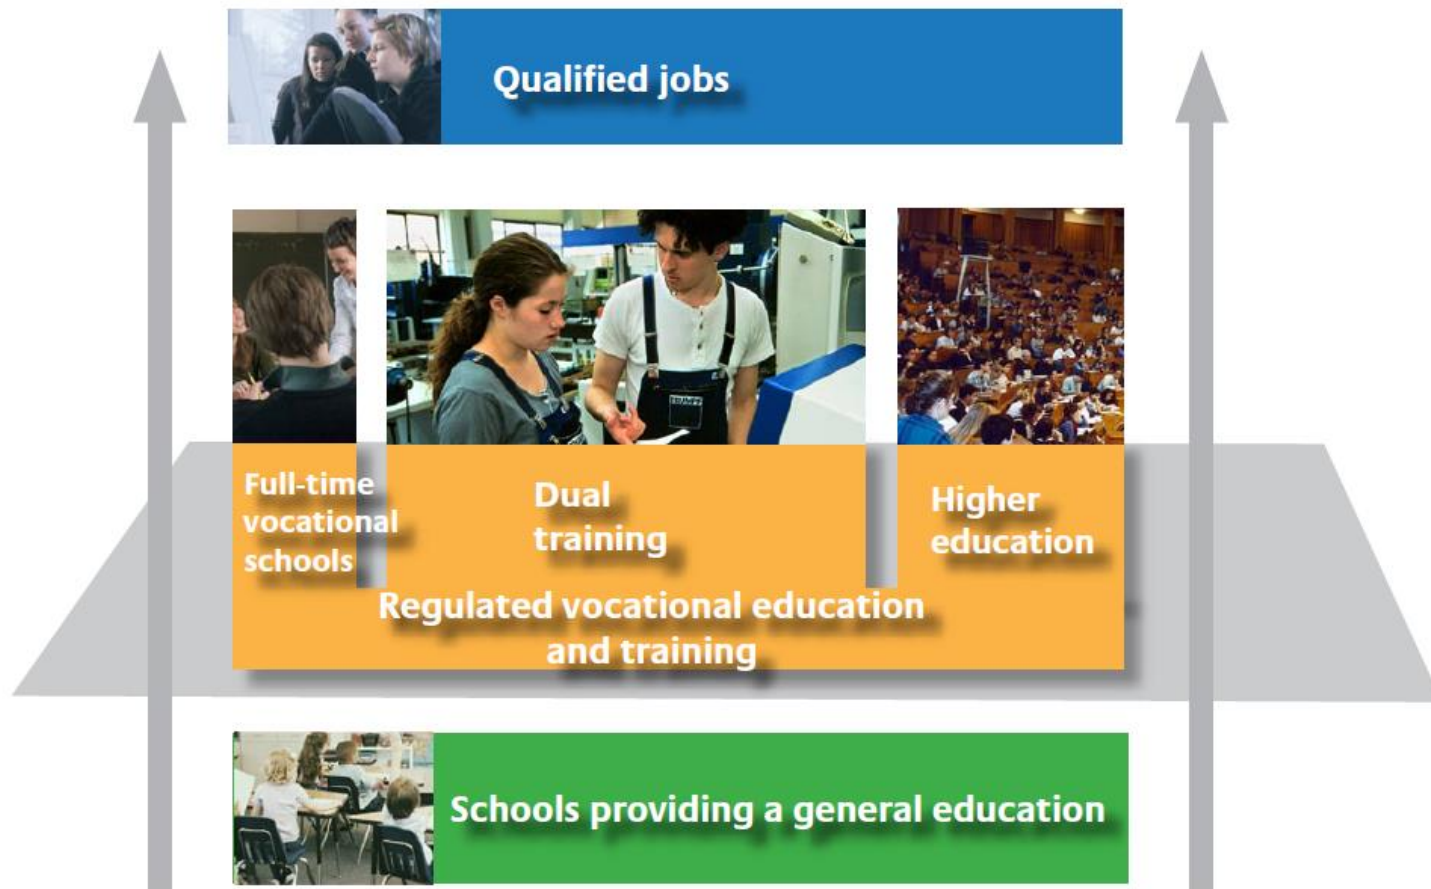 Qualified jobs
Full-time
vocational
schools
Dual
training
Higher
education
Regulated vocational education
and training
Schools providing a general education